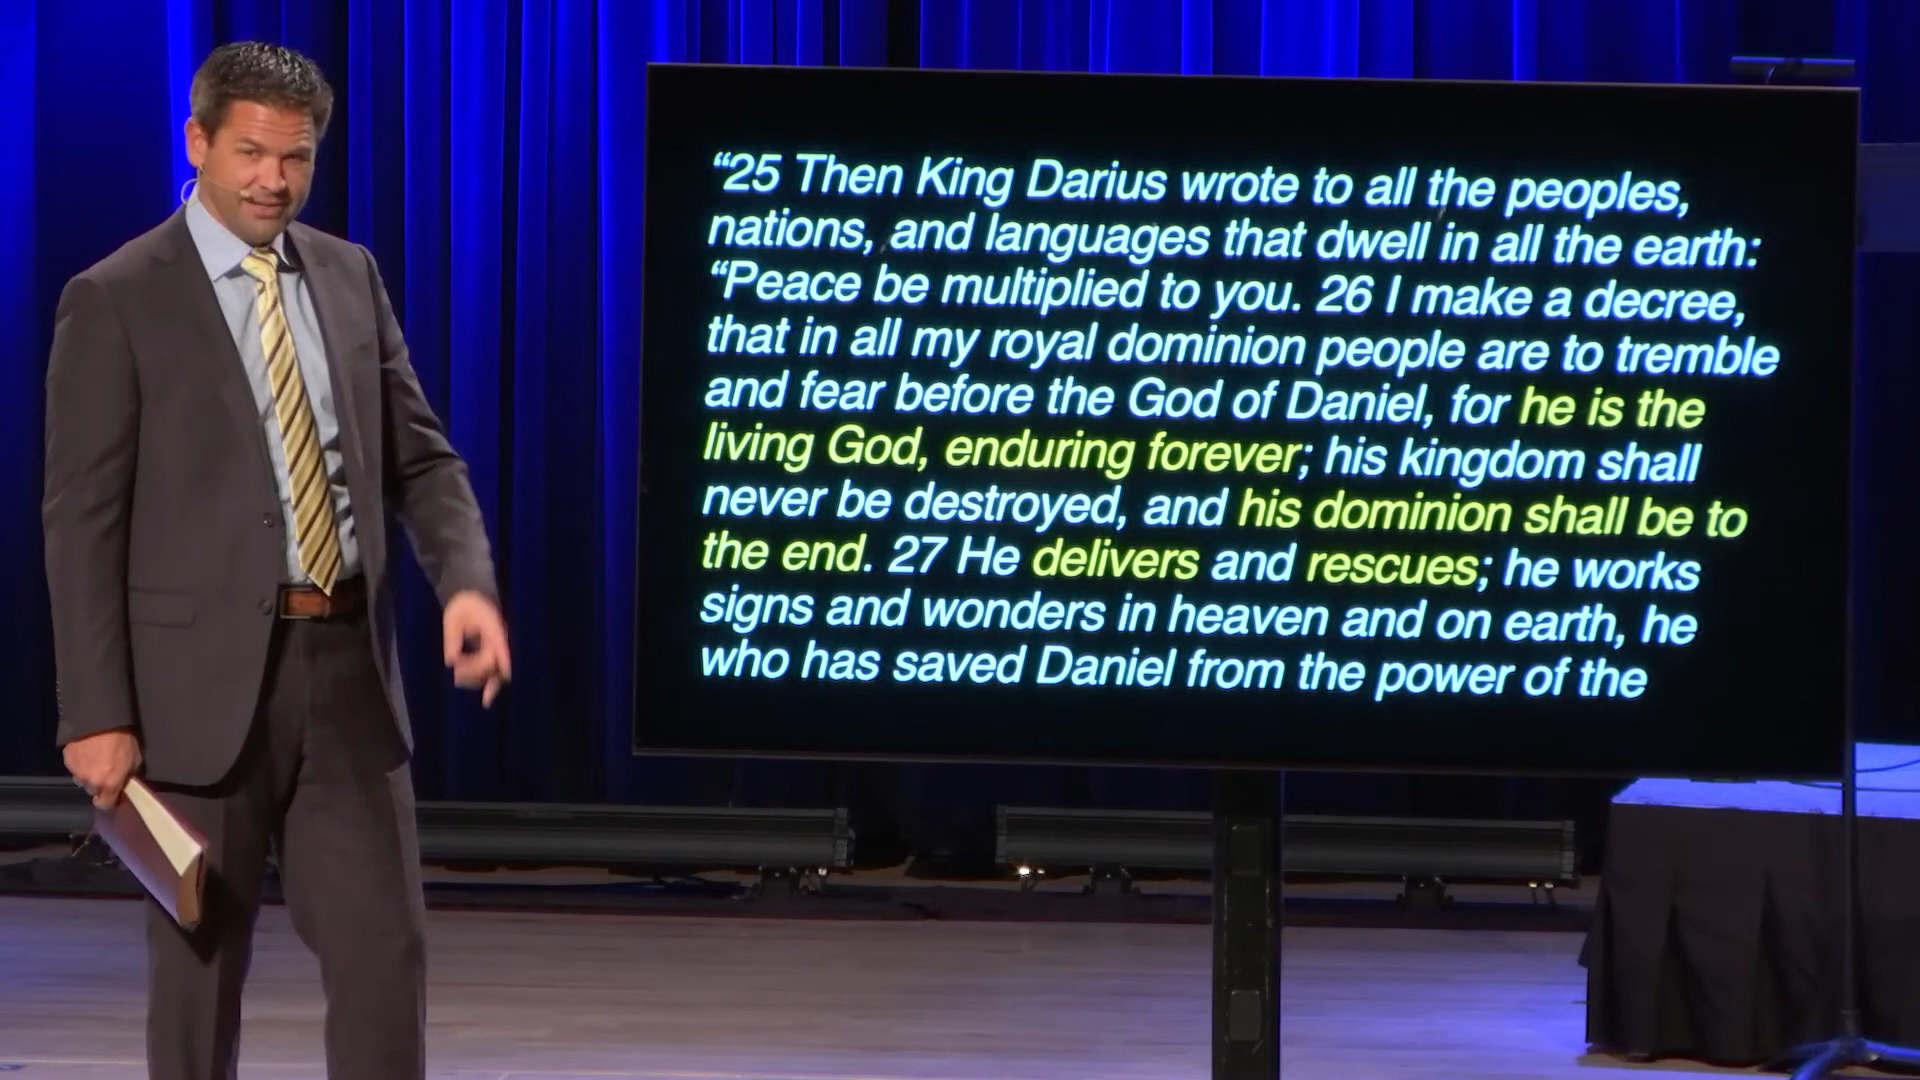 “25 Then King Darius wrote to all the peoples,
nations, and languages that dwell in all the earth:
“Peace be multiplied to you. 26 I make a decree,
that in all my royal dominion people are to tremble
and fear before the God of Daniel, for he is the
living God, enduring forever; his kingdom shall
never be destroyed, and his dominion shall be to
the end. 27 He delivers and rescues; he works
signs and wonders in heaven and on earth, he
who has saved Daniel from the power of the